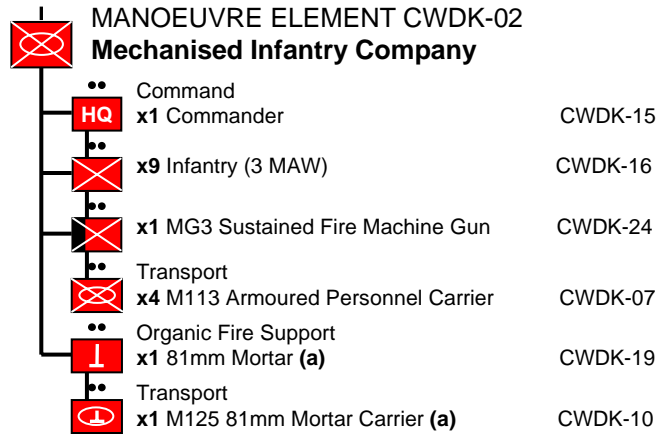 MANOEUVRE ELEMENT CWDK-02
Mechanised Infantry Company
Command
HQ x1 Commander CWDK-15
x9 Infantry (3 MAW) CWDK-16
x1 MG3 Sustained Fire Machine Gun CWDK-24
Transport
x4 M113 Armoured Personnel Carrier CWDK-07
Organic Fire Support
x1 81mm Mortar (a) CWDK-19
Transport
x1 M125 81mm Mortar Carrier (a) CWDK-10